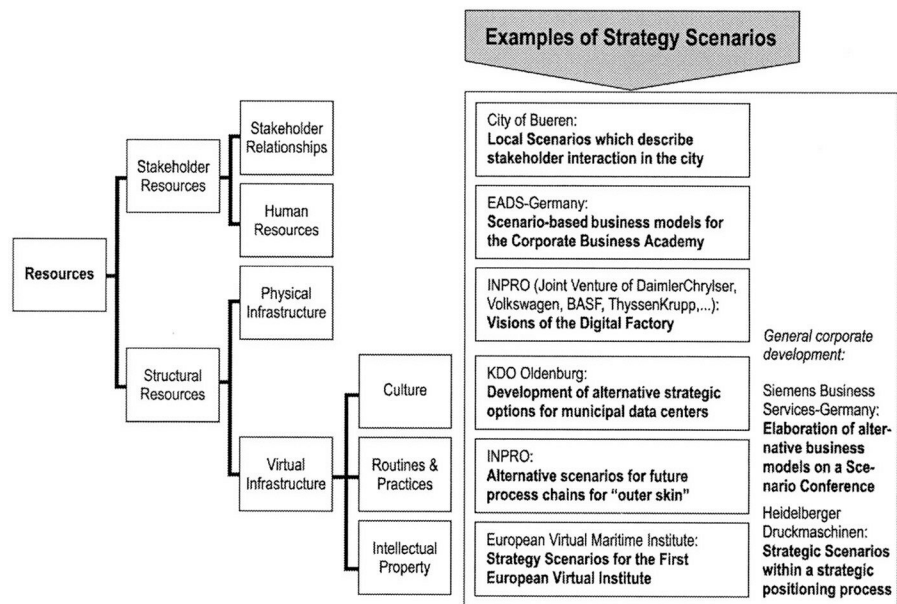 Examples of Strategy Scenarios
Resources
Stakeholder
Resources
Structural
Resources
Stakeholder
Relationships
Human
Resources
Physical
Infrastructure
Virtual
Infrastructure
Culture
Routines &
Practices
Intellectual
Property
City of Bueren:
Local Scenarios which describe
stakeholder interaction in the city
EADS-Germany:
Scenario-based business models for
the Corporate Business Academy
INPRO (Joint Venture of DaimlerChrylser,
Volkswagen, BASF, ThyssenKrupp,...):
Visions of the Digital Factory
KDO Oldenburg:
Development of alternative strategic
options for municipal data centers
INPRO:
Alternative scenarios for future
process chains for “outer skin”
European Virtual Maritime Institute:
Strategy Scenarios for the First
European Virtual Institute
General corporate
development:
Siemens Business
Services-Germany:
Elaboration of alter-
native business
models on a Sce-
nario Conference
Heidelberger
Druckmaschinen:
Strategic Scenarios
within a strategic
positioning process